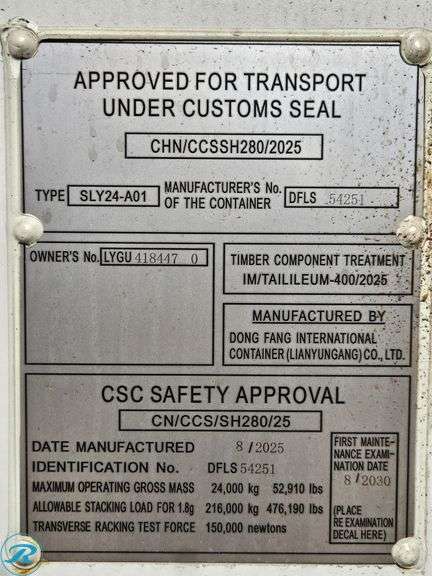 APPROVED FOR TRANSPORT
UNDER CUSTOMS SEAL
CHN/CCSSH280/2025
TYPE SLY24-A01 MANUFACTURER'S No. OF THE CONTAINER DFLS 54251
OWNER'S No. LYGU 418447 0
TIMBER COMPONENT TREATMENT
IM/TAILILEUM-400/2025
MANUFACTURED BY
DONG FANG INTERNATIONAL
CONTAINER (LIANYUNGANG) CO., LTD.
CSC SAFETY APPROVAL
CN/CCS/SH280/25
DATE MANUFACTURED 8/2025
IDENTIFICATION No. DFLS 54251
MAXIMUM OPERATING GROSS MASS 24,000 kg 52,910 lbs
ALLOWABLE STACKING LOAD FOR 1.8g 216,000 kg 476,190 lbs
TRANSVERSE RACKING TEST FORCE 150,000 newtons
FIRST MAINTE-
NANCE EXAMI-
NATION DATE
8/2030
(PLACE
RE EXAMINATION
DECAL HERE)
R